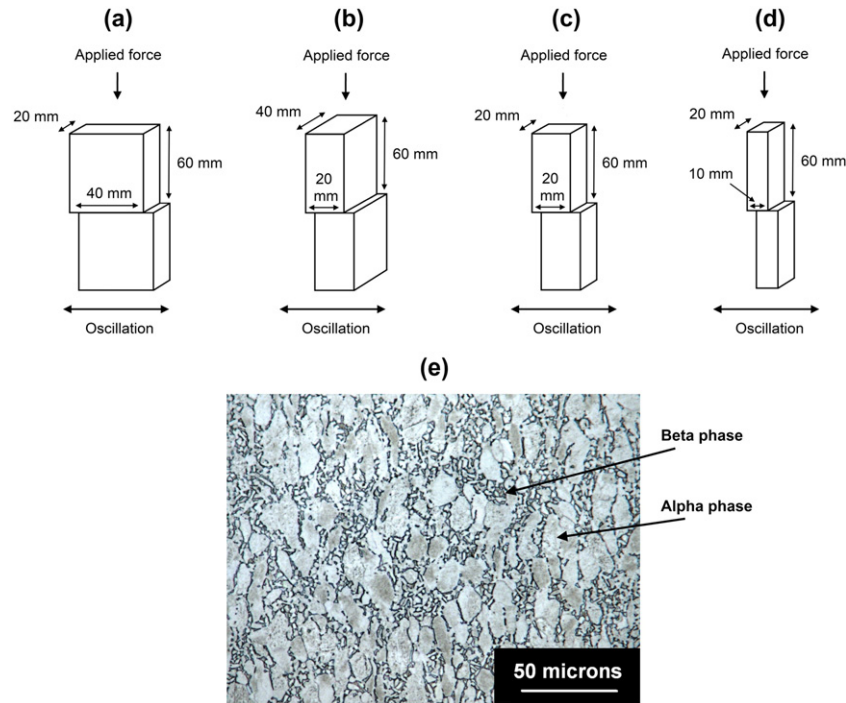 (a)
Applied force
20 mm
60 mm
40 mm
Oscillation
(b)
Applied force
40 mm
60 mm
20
mm
Oscillation
(c)
Applied force
20 mm
60 mm
20
mm
Oscillation
(d)
Applied force
20 mm
60 mm
10 mm
Oscillation
(e)
Beta phase
Alpha phase
50 microns